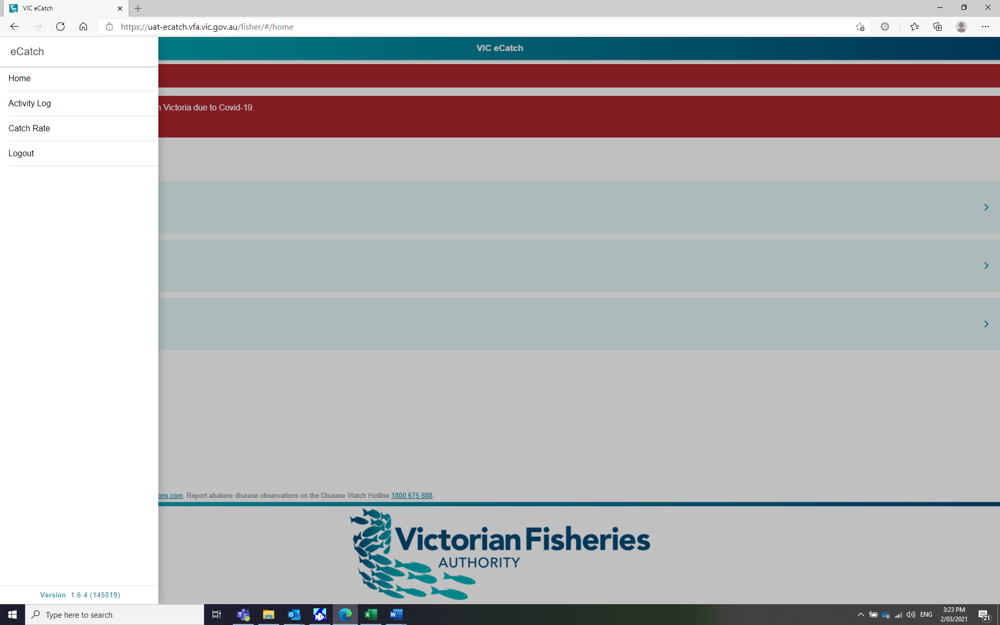 VIC eCatch
https://uat-ecatch.vfa.vic.gov.au/fisher/#/home
eCatch
VIC eCatch
Home
Activity Log
Victoria due to Covid-19.
Catch Rate
Logout
ons.com. Report abalone disease observations on the Disease Watch Hotline 1800 675 888.
Victorian Fisheries
AUTHORITY
Version: 1.6.4 (145019)
Type here to search
ENG
3:23 PM
2/03/2021
21